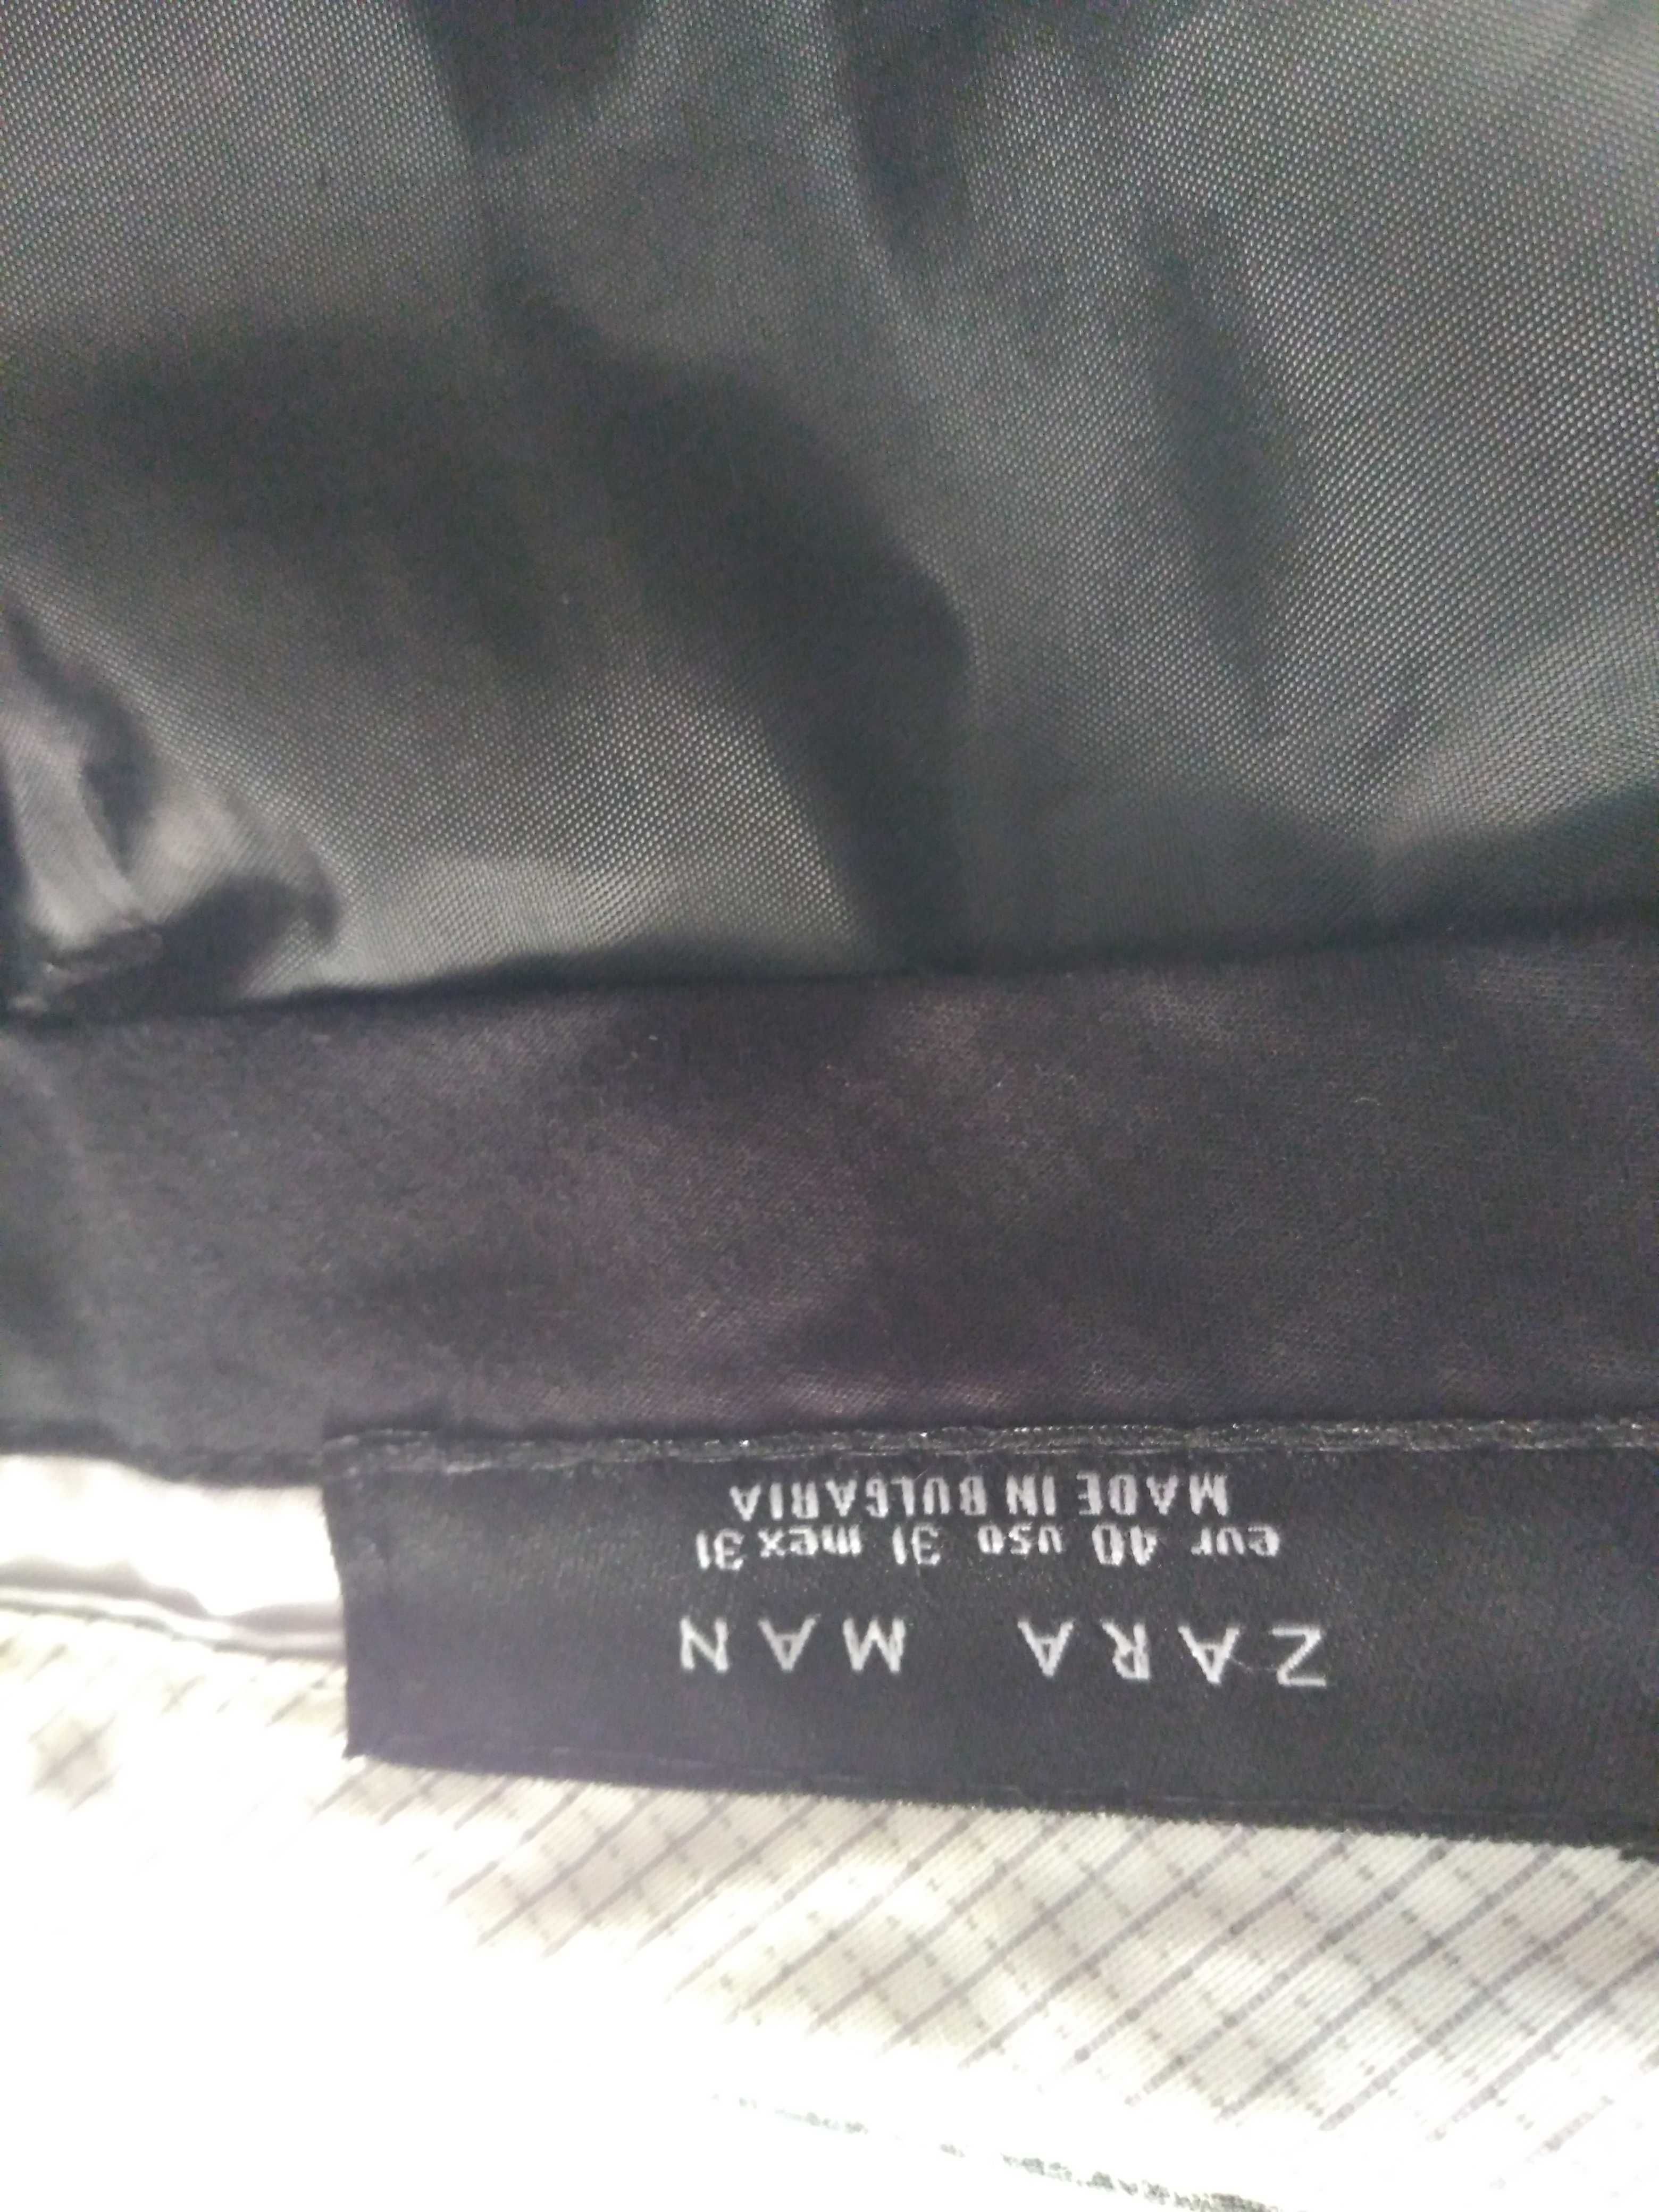 ZARA MAN
eur 40 usa 31 mex 31
MADE IN BULGARIA